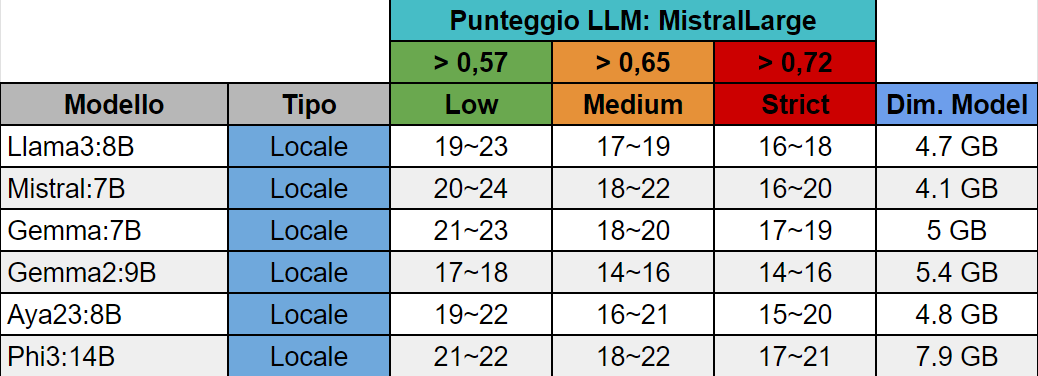 Punteggio LLM: MistralLarge
> 0,57 > 0,65 > 0,72
Modello Tipo Low Medium Strict Dim. Model
Llama3:8B Locale 19~23 17~19 16~18 4.7 GB
Mistral:7B Locale 20~24 18~22 16~20 4.1 GB
Gemma:7B Locale 21~23 18~20 17~19 5 GB
Gemma2:9B Locale 17~18 14~16 14~16 5.4 GB
Aya23:8B Locale 19~22 16~21 15~20 4.8 GB
Phi3:14B Locale 21~22 18~22 17~21 7.9 GB